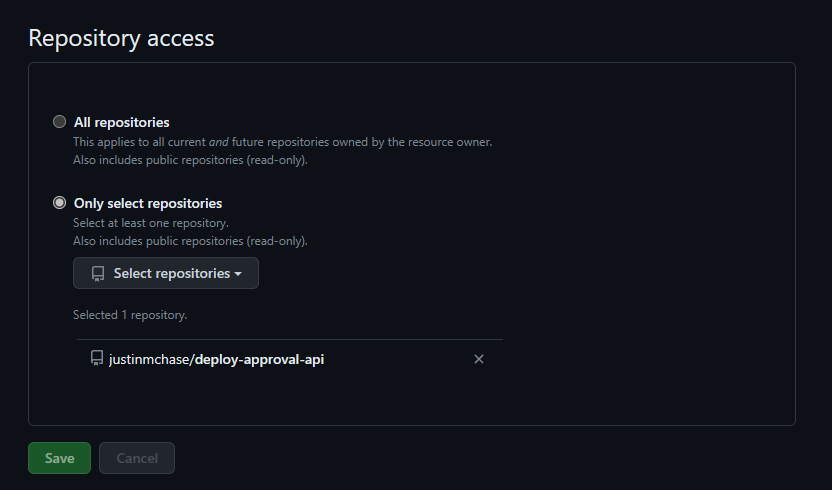 Repository access
All repositories
This applies to all current and future repositories owned by the resource owner.
Also includes public repositories (read-only).
Only select repositories
Select at least one repository.
Also includes public repositories (read-only).
Select repositories
Selected 1 repository.
justinmchase/deploy-approval-api
Save Cancel